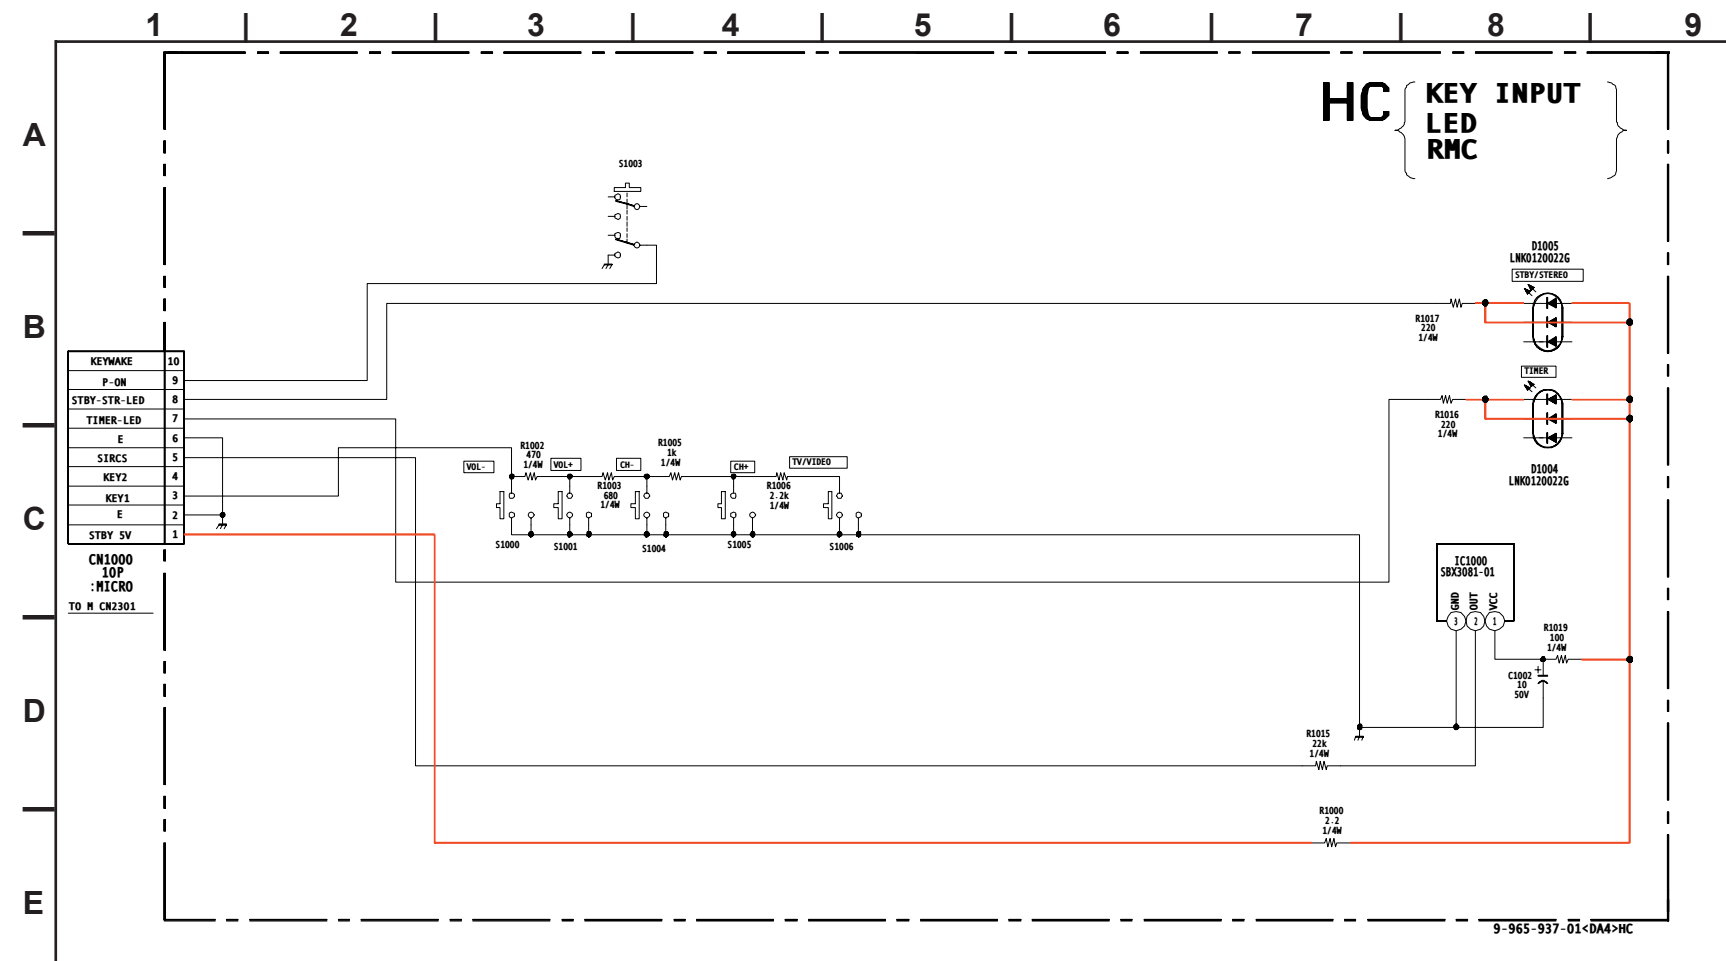 1 2 3 4 5 6 7 8 9
A
B
C
D
E
HC
KEY INPUT
LED
RMC
S1003
D1005
LNK0120022G
STBY/STEREO
R1017
220
1/4W
TIMER
R1016
220
1/4W
D1004
LNK0120022G
KEYWAKE 10
P-ON 9
STBY-STR-LED 8
TIMER-LED 7
E 6
SIRCS 5
KEY2 4
KEY1 3
E 2
STBY 5V 1
CN1000
10P
:MICRO
TO M CN2301
VOL-
R1002
470
1/4W
VOL+
R1003
680
1/4W
CH-
R1005
1k
1/4W
CH+
R1006
2.2k
1/4W
TV/VIDEO
S1000
S1001
S1004
S1005
S1006
IC1000
SBX3081-01
GND
OUT
VCC
3 2 1
R1019
100
1/4W
C1002
10
50V
+
R1015
22k
1/4W
R1000
2.2
1/4W
9-965-937-01<DA4>HC